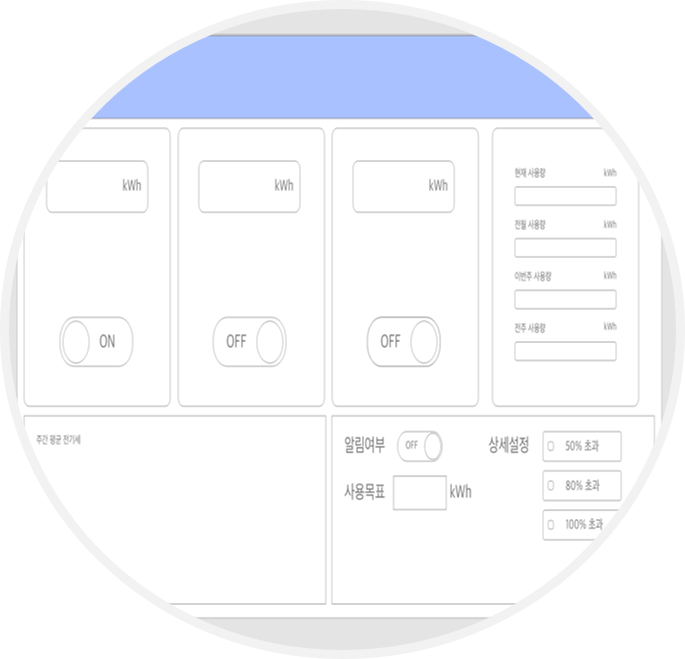 kWh
kWh
kWh
ON
OFF
OFF
현재 사용량 kWh
전월 사용량 kWh
이번주 사용량 kWh
전주 사용량 kWh
주간 평균 전기세
알림여부 OFF
사용목표 kWh
상세설정
50% 초과
80% 초과
100% 초과